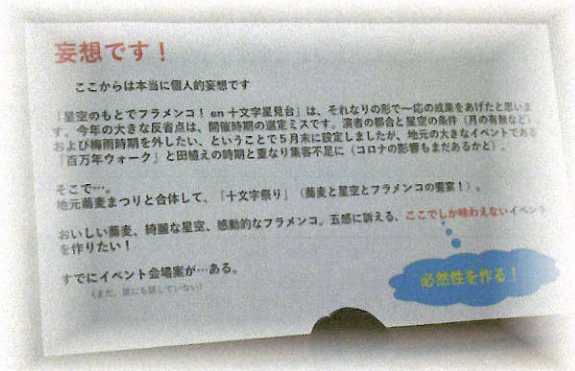 妄想です！
ここからは本当に個人的妄想です
「星空のもとでフラメンコ！ en 十文字星見台」は、それなりの形で一応の成果をあげたと思いま
す。今年の大きな反省点は、開催時期の選定ミスです。演者の都合と星空の条件（月の有無など）、
および梅雨時期を外したい、ということで５月末に設定しましたが、地元の大きなイベントである
「百万年ウォーク」と田植えの時期と重なり集客不足に（コロナの影響もまだあるかと）。
そこで…。
地元蕎麦まつりと合体して、「十文字祭り」（蕎麦と星空とフラメンコの饗宴！）。
おいしい蕎麦、綺麗な星空、感動的なフラメンコ。五感に訴える、ここでしか味わえないイベント
を作りたい！
すでにイベント会場案が…ある。
（まだ、誰にも話していない）
必然性を作る！